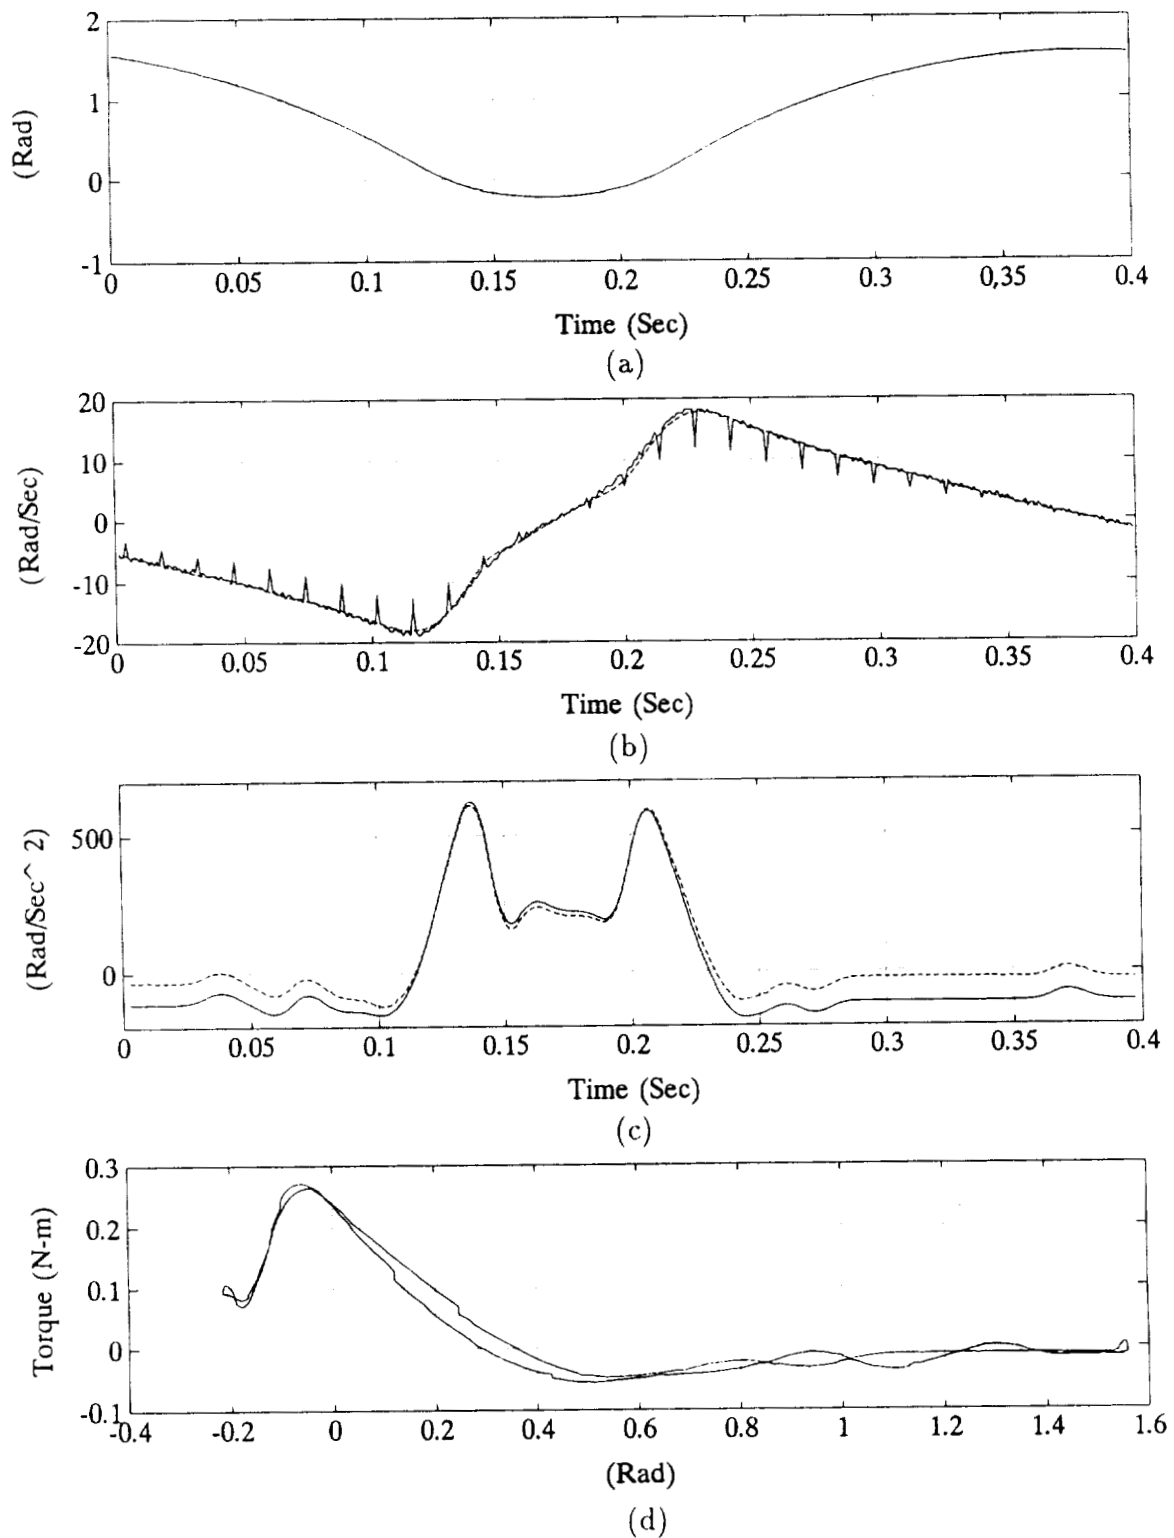 2
1
0
-1
(Rad)
0 0.05 0.1 0.15 0.2 0.25 0.3 0,35 0.4
Time (Sec)
(a)
20
10
0
-10
-20
(Rad/Sec)
0 0.05 0.1 0.15 0.2 0.25 0.3 0.35 0.4
Time (Sec)
(b)
500
0
(Rad/Sec^ 2)
0 0.05 0.1 0.15 0.2 0.25 0.3 0.35 0.4
Time (Sec)
(c)
0.3
0.2
0.1
0
-0.1
Torque (N-m)
-0.4 -0.2 0 0.2 0.4 0.6 0.8 1 1.2 1.4 1.6
(Rad)
(d)